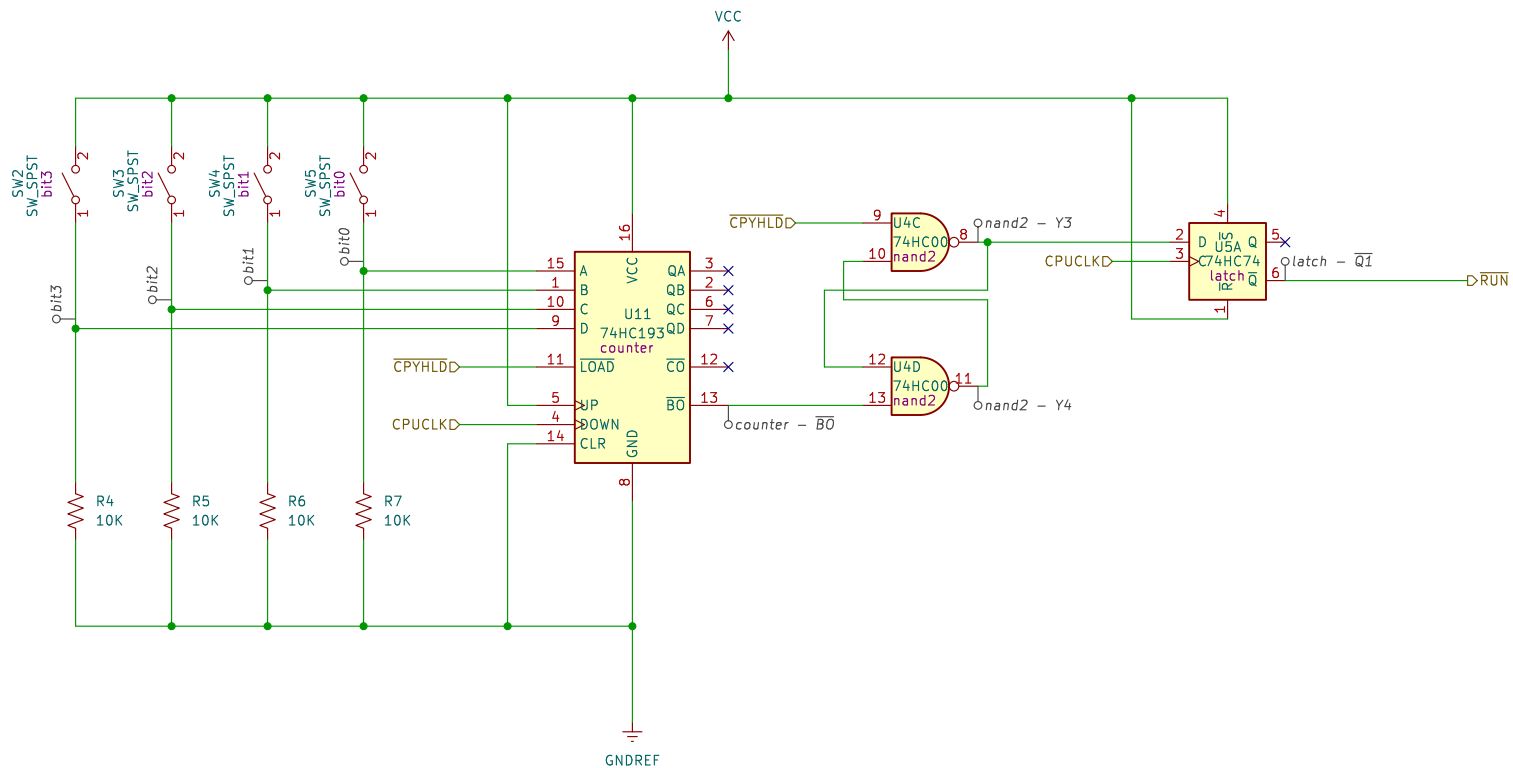 VCC
SW2
SW_SPST
bit3
2
1
SW3
SW_SPST
bit2
2
1
SW4
SW_SPST
bit1
2
1
SW5
SW_SPST
bit0
2
1
bit3
bit2
bit1
bit0
16
VCC
15 A
1 B
10 C
9 D
CPYHLD
11 LOAD
5 UP
CPUCLK
4 DOWN
14 CLR
U11
74HC193
counter
QA 3
QB 2
QC 6
QD 7
CO 12
BO 13
GND
8
counter - BO
CPYHLD
9
10
U4C
74HC00
nand2
8
nand2 - Y3
12
13
U4D
74HC00
nand2
11
nand2 - Y4
CPUCLK
4
S
2 D
3 C
U5A
74HC74
latch
Q 5
Q 6
R
1
latch - Q1
RUN
R4
10K
R5
10K
R6
10K
R7
10K
GNDREF